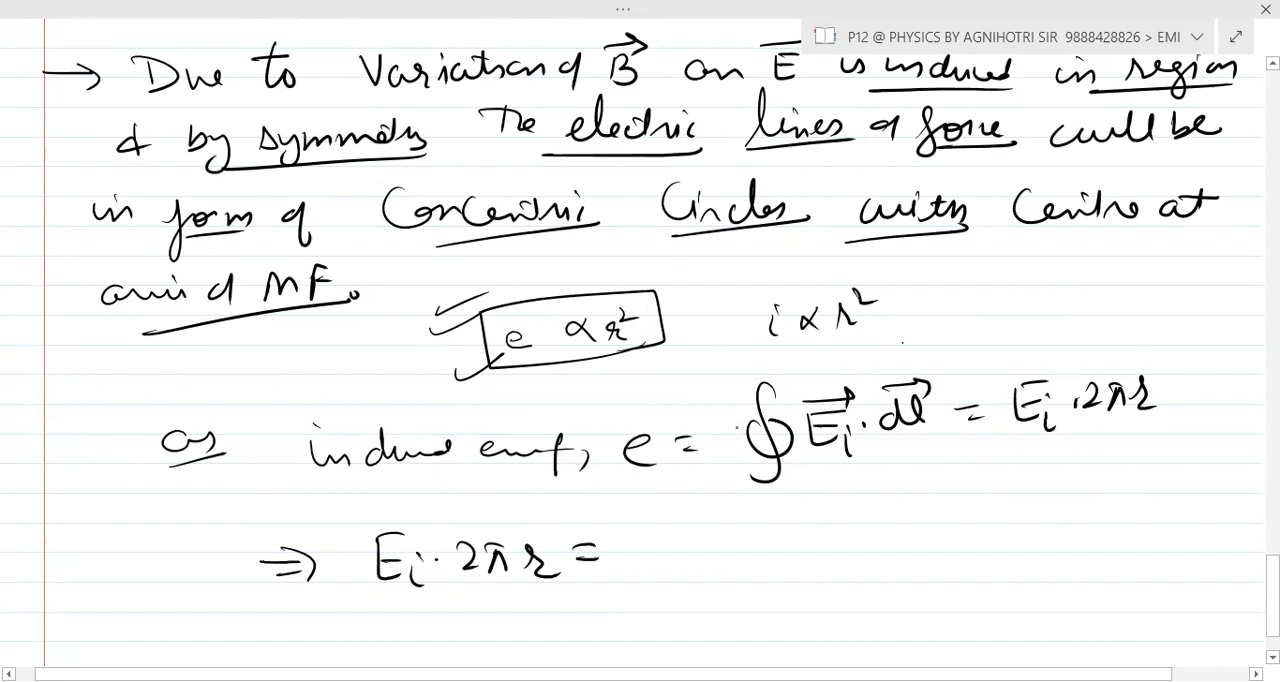 P12 @ PHYSICS BY AGNIHOTRI SIR 9888428826 > EMI
→ Due to Variation of B⃗ an E⃗ is induced in region
& by symmetry The electric lines of force will be
in form of Concentric Circles with Centre at
axis of MF.
e ∝ r² i ∝ r²
as induce emf, e = ∮ E⃗ᵢ · dl⃗ = Eᵢ · 2πr
⇒ Eᵢ · 2πr =